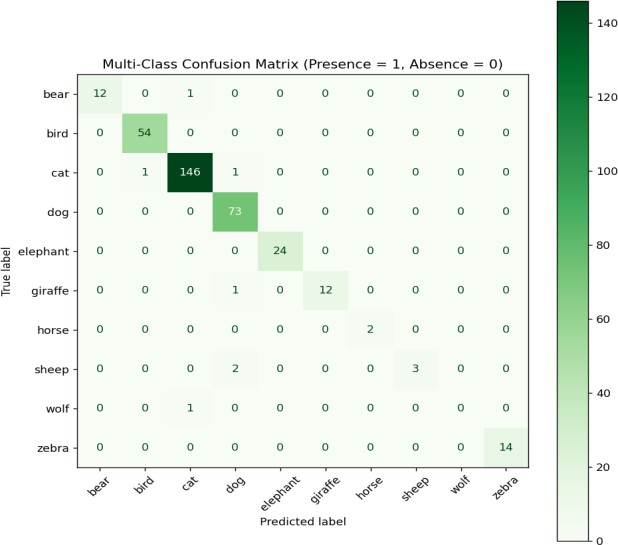 Multi-Class Confusion Matrix (Presence = 1, Absence = 0)
True label
bear 12 0 1 0 0 0 0 0 0 0
bird 0 54 0 0 0 0 0 0 0 0
cat 0 1 146 1 0 0 0 0 0 0
dog 0 0 0 73 0 0 0 0 0 0
elephant 0 0 0 0 24 0 0 0 0 0
giraffe 0 0 0 1 0 12 0 0 0 0
horse 0 0 0 0 0 0 2 0 0 0
sheep 0 0 0 2 0 0 0 3 0 0
wolf 0 0 1 0 0 0 0 0 0 0
zebra 0 0 0 0 0 0 0 0 0 14
bear bird cat dog elephant giraffe horse sheep wolf zebra
Predicted label
140
120
100
80
60
40
20
0